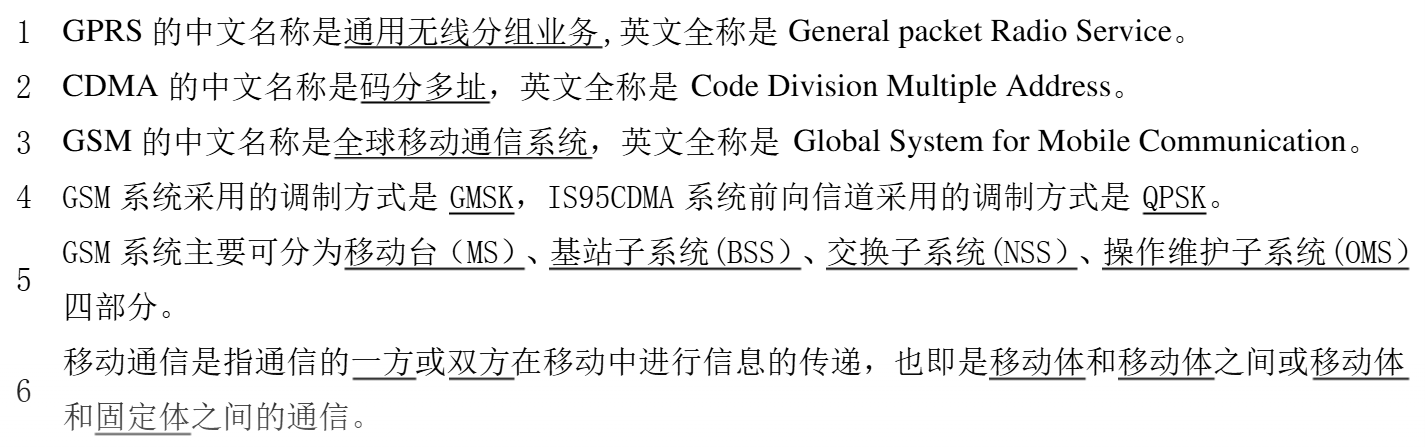 1 GPRS 的中文名称是通用无线分组业务,英文全称是 General packet Radio Service。
2 CDMA 的中文名称是码分多址，英文全称是 Code Division Multiple Address。
3 GSM 的中文名称是全球移动通信系统，英文全称是 Global System for Mobile Communication。
4 GSM 系统采用的调制方式是 GMSK，IS95CDMA 系统前向信道采用的调制方式是 QPSK。
5 GSM 系统主要可分为移动台（MS）、基站子系统(BSS）、交换子系统(NSS）、操作维护子系统(OMS）
四部分。
6 移动通信是指通信的一方或双方在移动中进行信息的传递，也即是移动体和移动体之间或移动体
和固定体之间的通信。